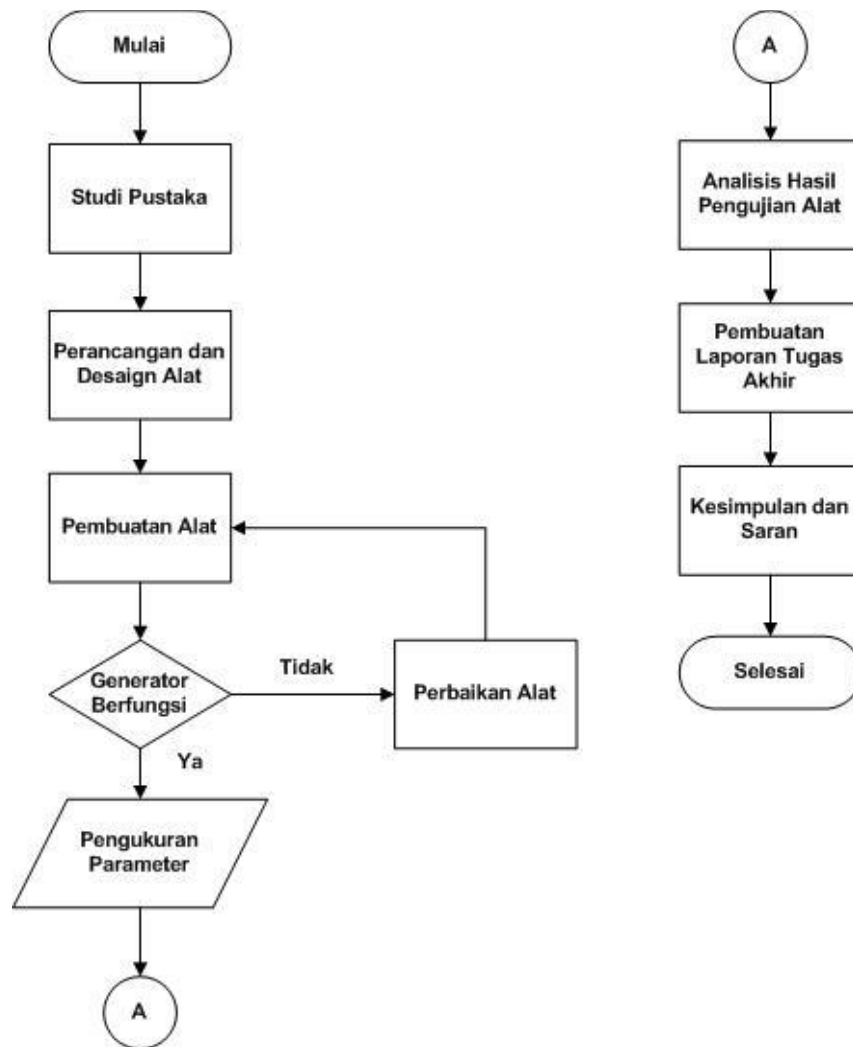 Mulai
Studi Pustaka
Perancangan dan
Desaign Alat
Pembuatan Alat
Generator
Berfungsi
Tidak
Perbaikan Alat
Ya
Pengukuran
Parameter
A
A
Analisis Hasil
Pengujian Alat
Pembuatan
Laporan Tugas
Akhir
Kesimpulan dan
Saran
Selesai